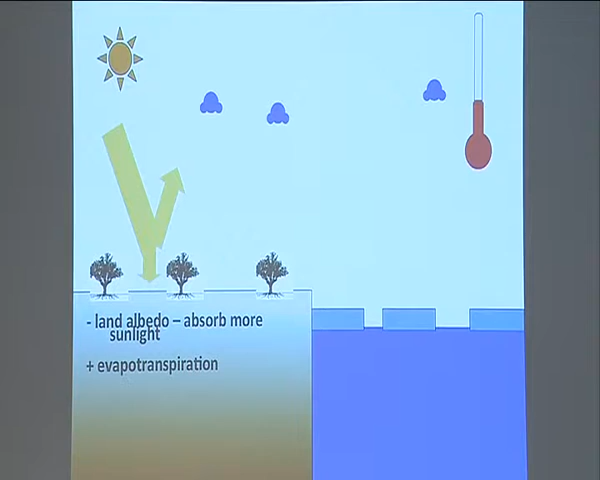 - land albedo – absorb more
sunlight
+ evapotranspiration